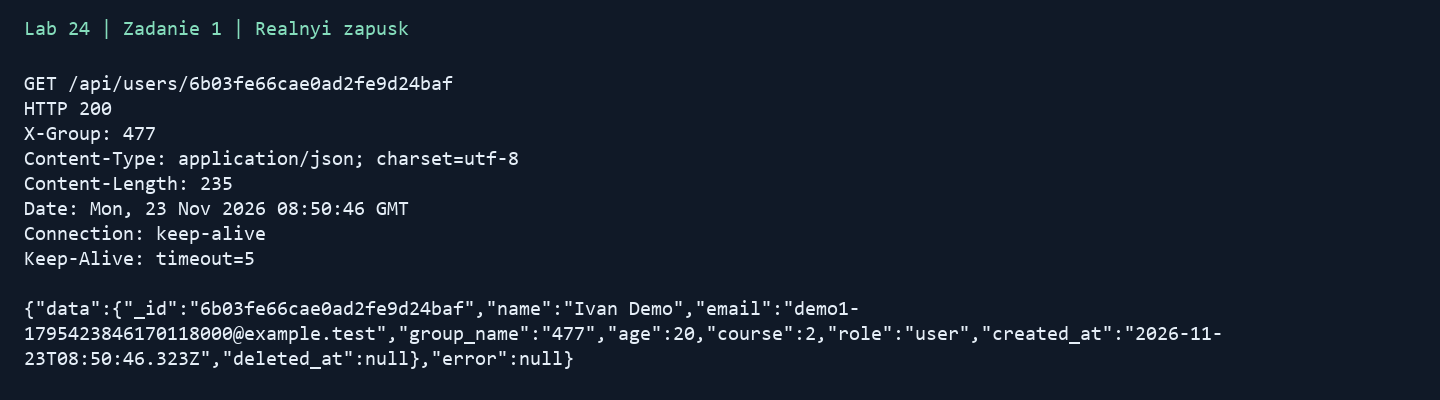 Lab 24 | Zadanie 1 | Realnyi zapusk
GET /api/users/6b03fe66cae0ad2fe9d24baf
HTTP 200
X-Group: 477
Content-Type: application/json; charset=utf-8
Content-Length: 235
Date: Mon, 23 Nov 2026 08:50:46 GMT
Connection: keep-alive
Keep-Alive: timeout=5
{"data":{"_id":"6b03fe66cae0ad2fe9d24baf","name":"Ivan Demo","email":"demo1-
1795423846170118000@example.test","group_name":"477","age":20,"course":2,"role":"user","created_at":"2026-11-
23T08:50:46.323Z","deleted_at":null},"error":null}